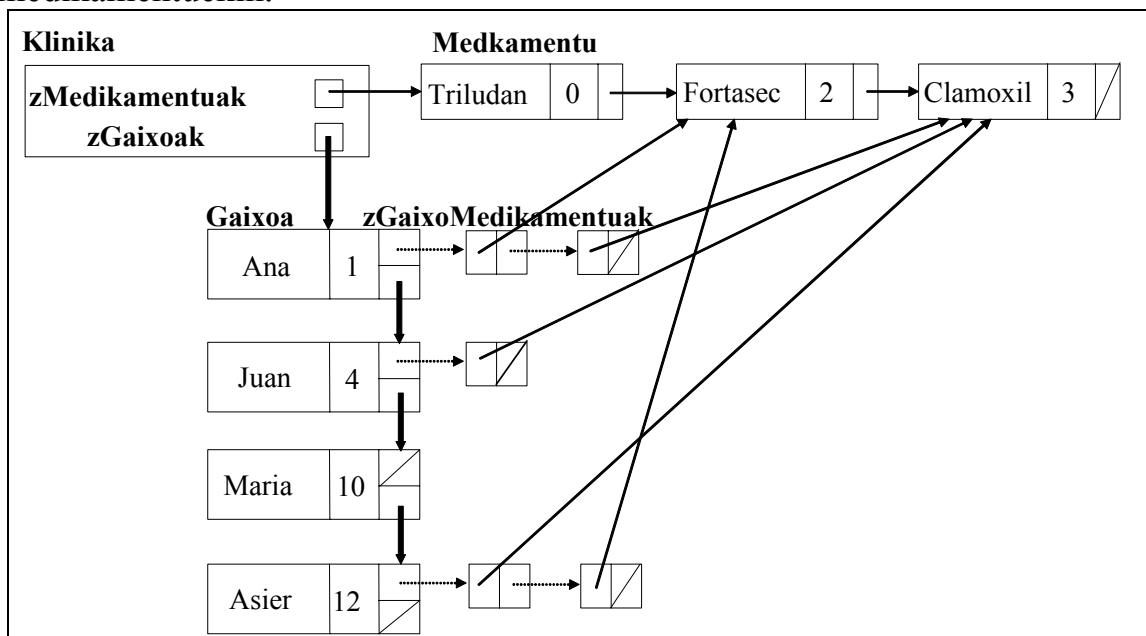 Klinika
Medkamentu
zMedikamentuak
Triludan 0
Fortasec 2
Clamoxil 3
zGaixoak
Gaixoa
zGaixoMedikamentuak
Ana 1
Juan 4
Maria 10
Asier 12